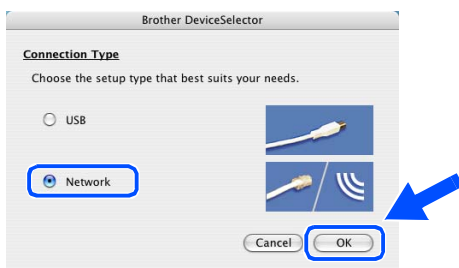 Brother DeviceSelector
Connection Type
Choose the setup type that best suits your needs.
USB
Network
Cancel OK